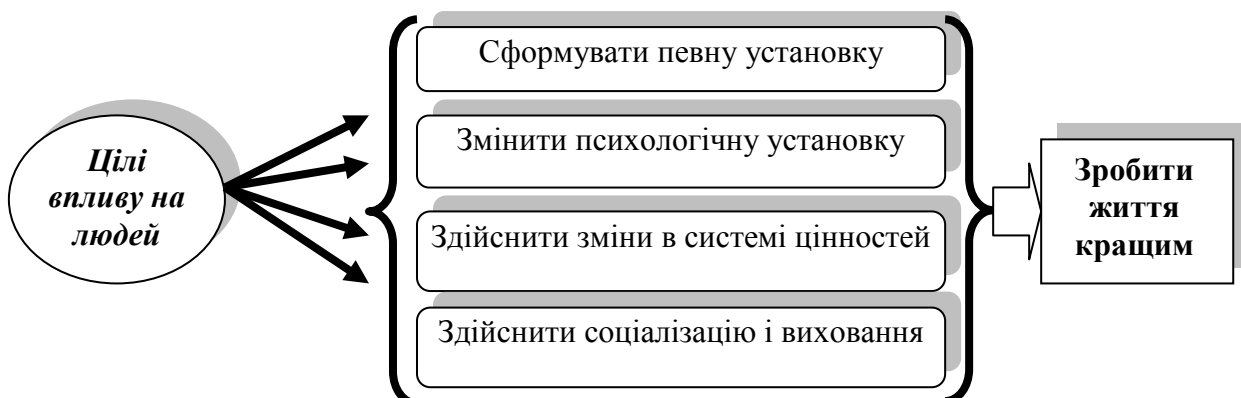 Цілі
впливу на
людей
Сформувати певну установку
Змінити психологічну установку
Здійснити зміни в системі цінностей
Здійснити соціалізацію і виховання
Зробити
життя
кращим